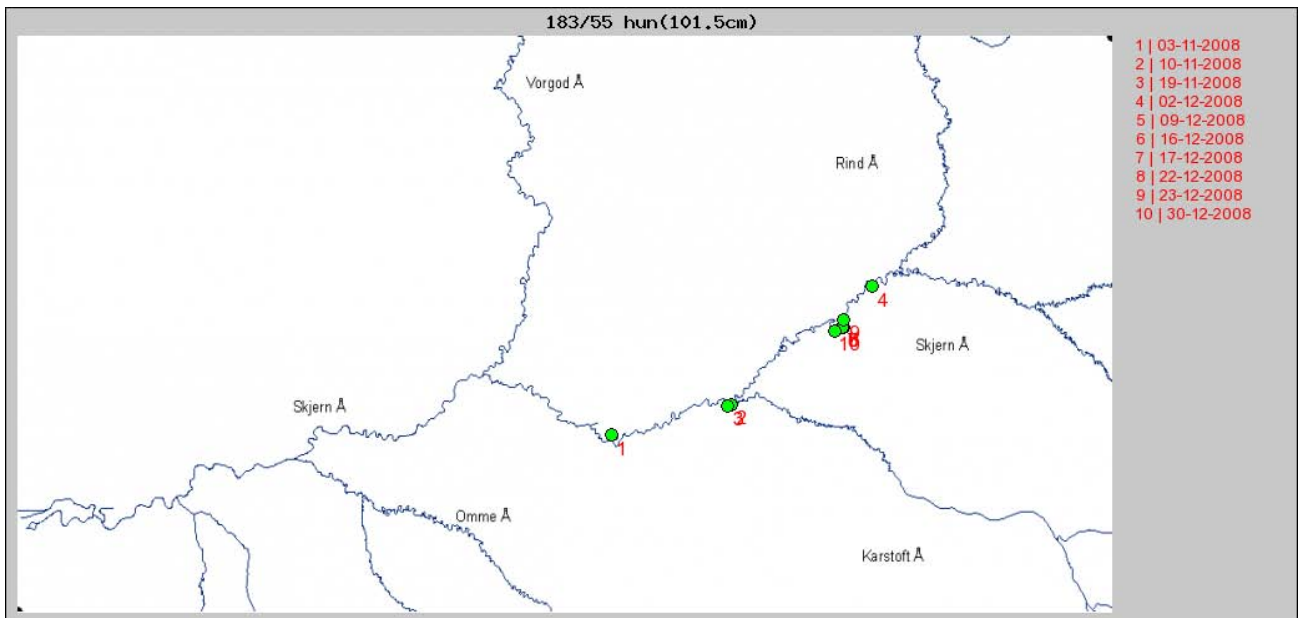 183/55 hun(101.5cm)
1 | 03-11-2008
2 | 10-11-2008
3 | 19-11-2008
4 | 02-12-2008
5 | 09-12-2008
6 | 16-12-2008
7 | 17-12-2008
8 | 22-12-2008
9 | 23-12-2008
10 | 30-12-2008
Vorgod Å
Rind Å
4
Skjern Å
10
Skjern Å
3
2
1
Omme Å
Karstoft Å